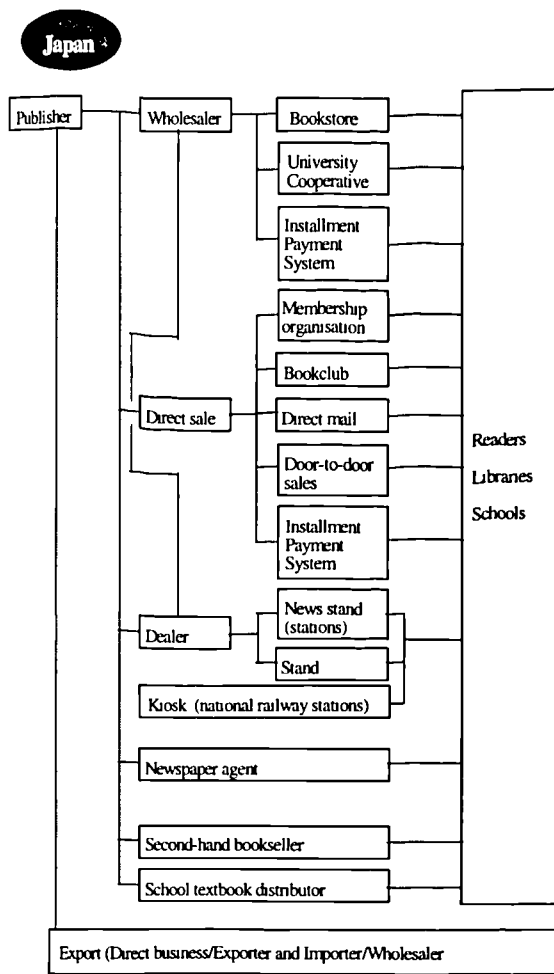 Japan
Publisher
Wholesaler
Bookstore
University
Cooperative
Installment
Payment
System
Membership
organisation
Bookclub
Direct sale
Direct mail
Door-to-door
sales
Installment
Payment
System
Readers
Libraries
Schools
Dealer
News stand
(stations)
Stand
Kiosk (national railway stations)
Newspaper agent
Second-hand bookseller
School textbook distributor
Export (Direct business/Exporter and Importer/Wholesaler